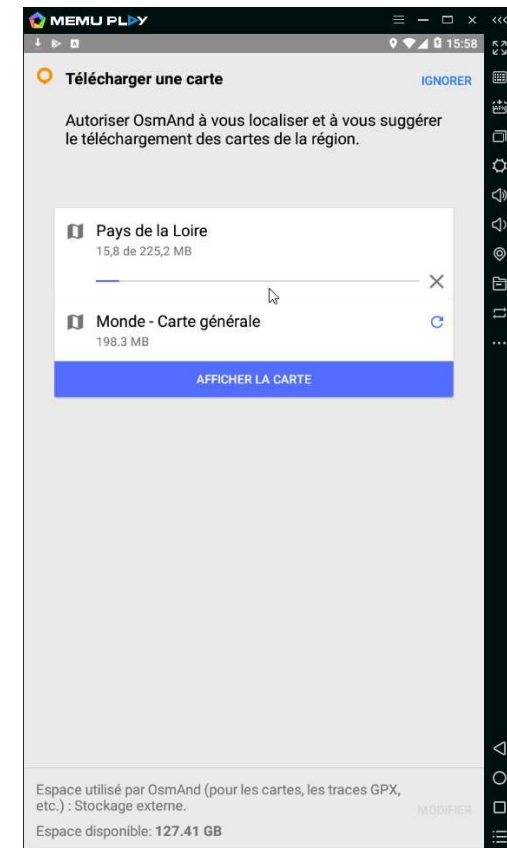 MEMU PLAY
15:58
Télécharger une carte
IGNORER
Autoriser OsmAnd à vous localiser et à vous suggérer
le téléchargement des cartes de la région.
Pays de la Loire
15,8 de 225,2 MB
Monde - Carte générale
198.3 MB
AFFICHER LA CARTE
Espace utilisé par OsmAnd (pour les cartes, les traces GPX,
etc.) : Stockage externe.
MODIFIER
Espace disponible: 127.41 GB